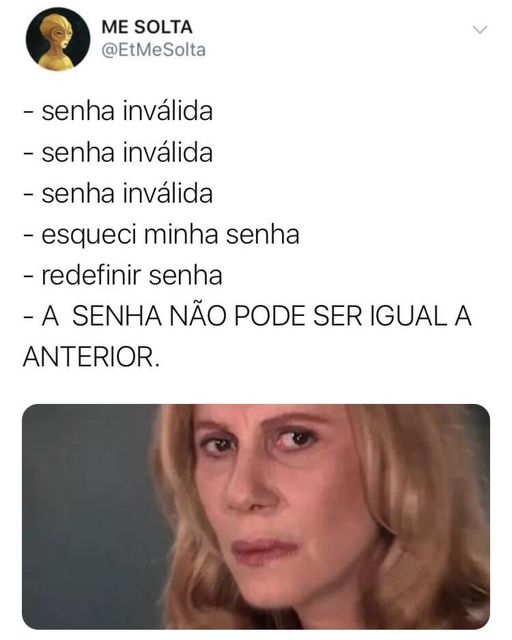 ME SOLTA
@EtMeSolta
- senha inválida
- senha inválida
- senha inválida
- esqueci minha senha
- redefinir senha
- A SENHA NÃO PODE SER IGUAL A
ANTERIOR.